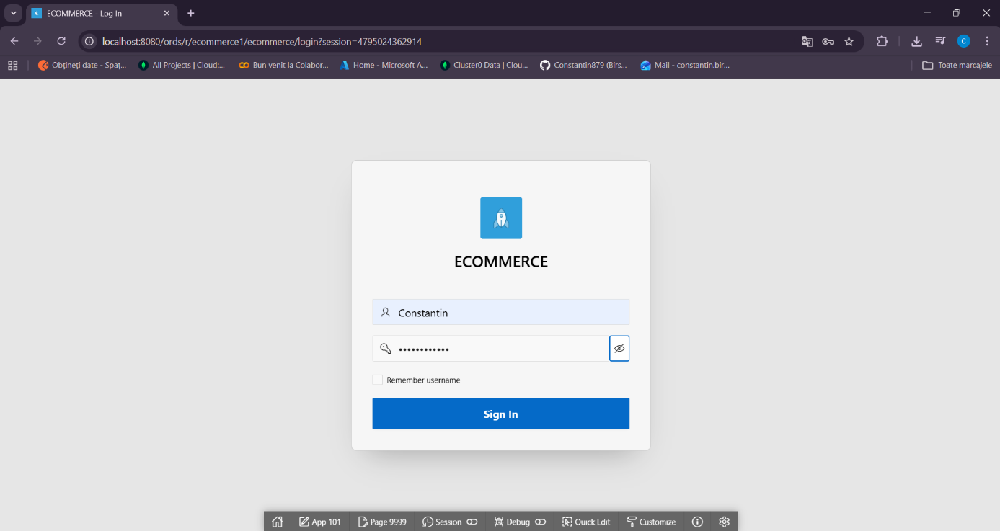 ECOMMERCE - Log In
localhost:8080/ords/r/ecommerce1/ecommerce/login?session=4795024362914
C
Obțineți date - Spaț...
All Projects | Cloud:...
Bun venit la Colabor...
Home - Microsoft A...
Cluster0 Data | Clou...
Constantin879 (Bîrs...
Mail - constantin.bir...
Toate marcajele
ECOMMERCE
Constantin
••••••••••••
Remember username
Sign In
App 101
Page 9999
Session
Debug
Quick Edit
Customize